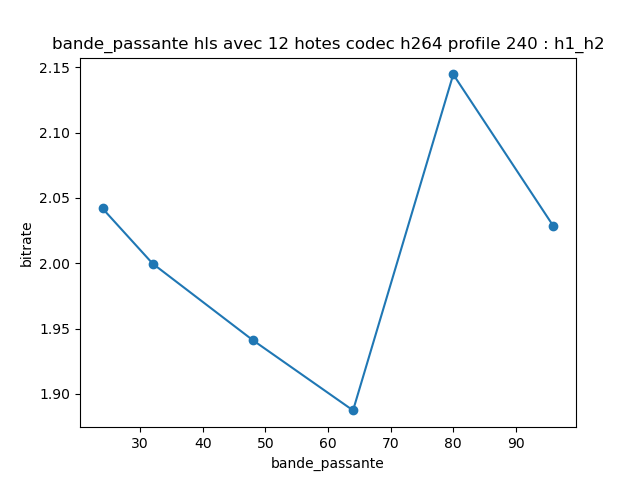 bande_passante hls avec 12 hotes codec h264 profile 240 : h1_h2
2.15
2.10
2.05
2.00
1.95
1.90
bitrate
30 40 50 60 70 80 90
bande_passante